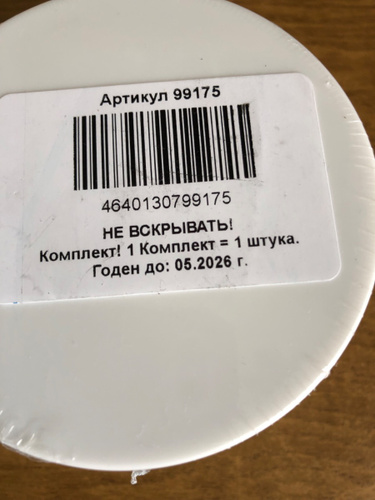 Артикул 99175
4640130799175
НЕ ВСКРЫВАТЬ!
Комплект! 1 Комплект = 1 штука.
Годен до: 05.2026 г.